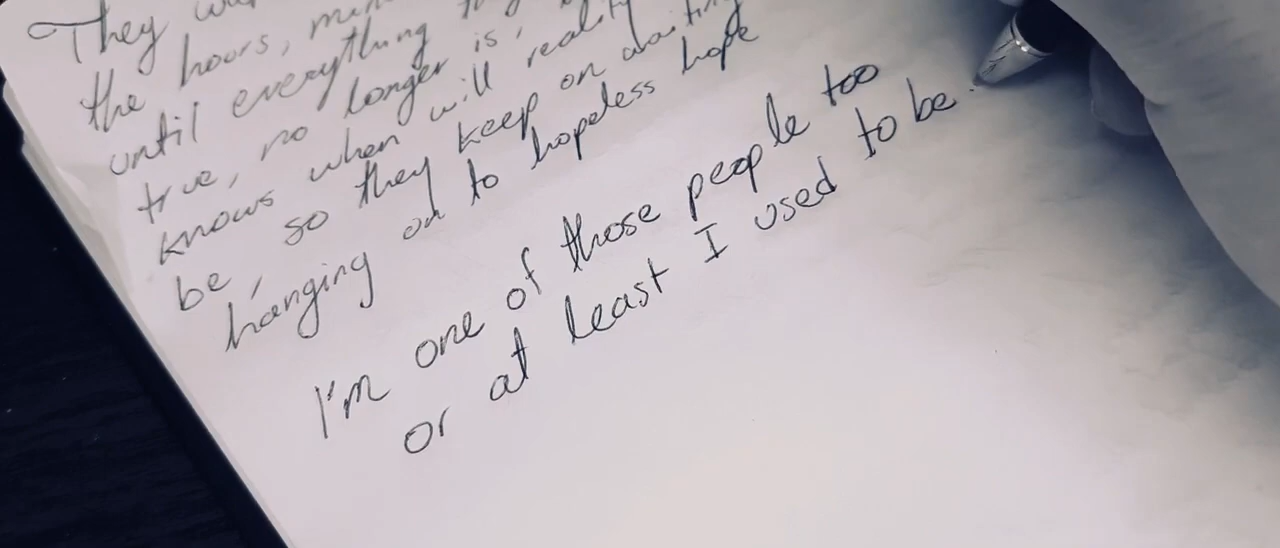 They
the hours,
until everything
true, no longer is,
knows when will reality
be, so they keep on waiting
hanging on to hopeless hope
I'm one of those people too
or at least I used to be.